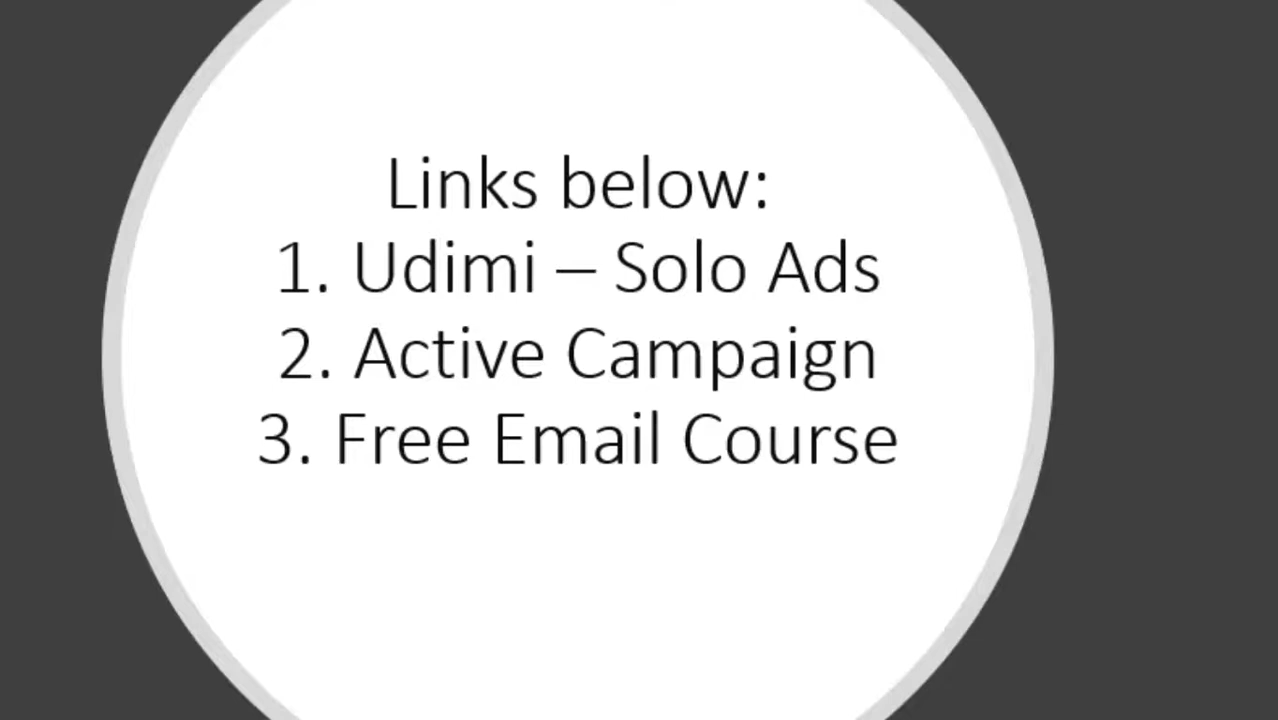 Links below:
1. Udimi – Solo Ads
2. Active Campaign
3. Free Email Course